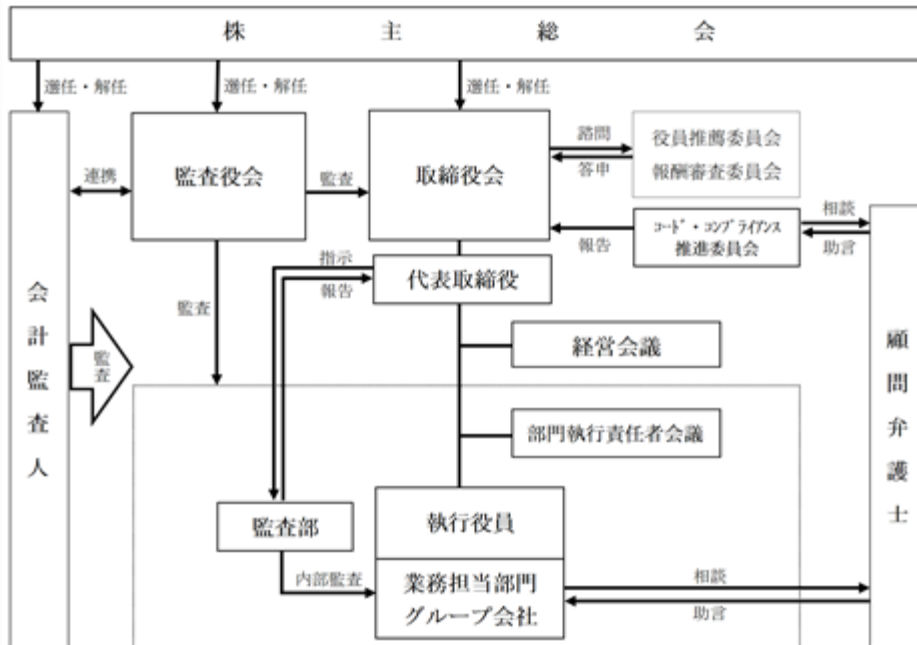 株主総会
選任・解任
選任・解任
選任・解任
監査役会
取締役会
連携
監査
諮問
答申
役員推薦委員会
報酬審査委員会
報告
コード・コンプライアンス
推進委員会
相談
助言
会計監査人
監査
監査
指示
報告
代表取締役
経営会議
部門執行責任者会議
顧問弁護士
監査部
内部監査
執行役員
業務担当部門
グループ会社
相談
助言